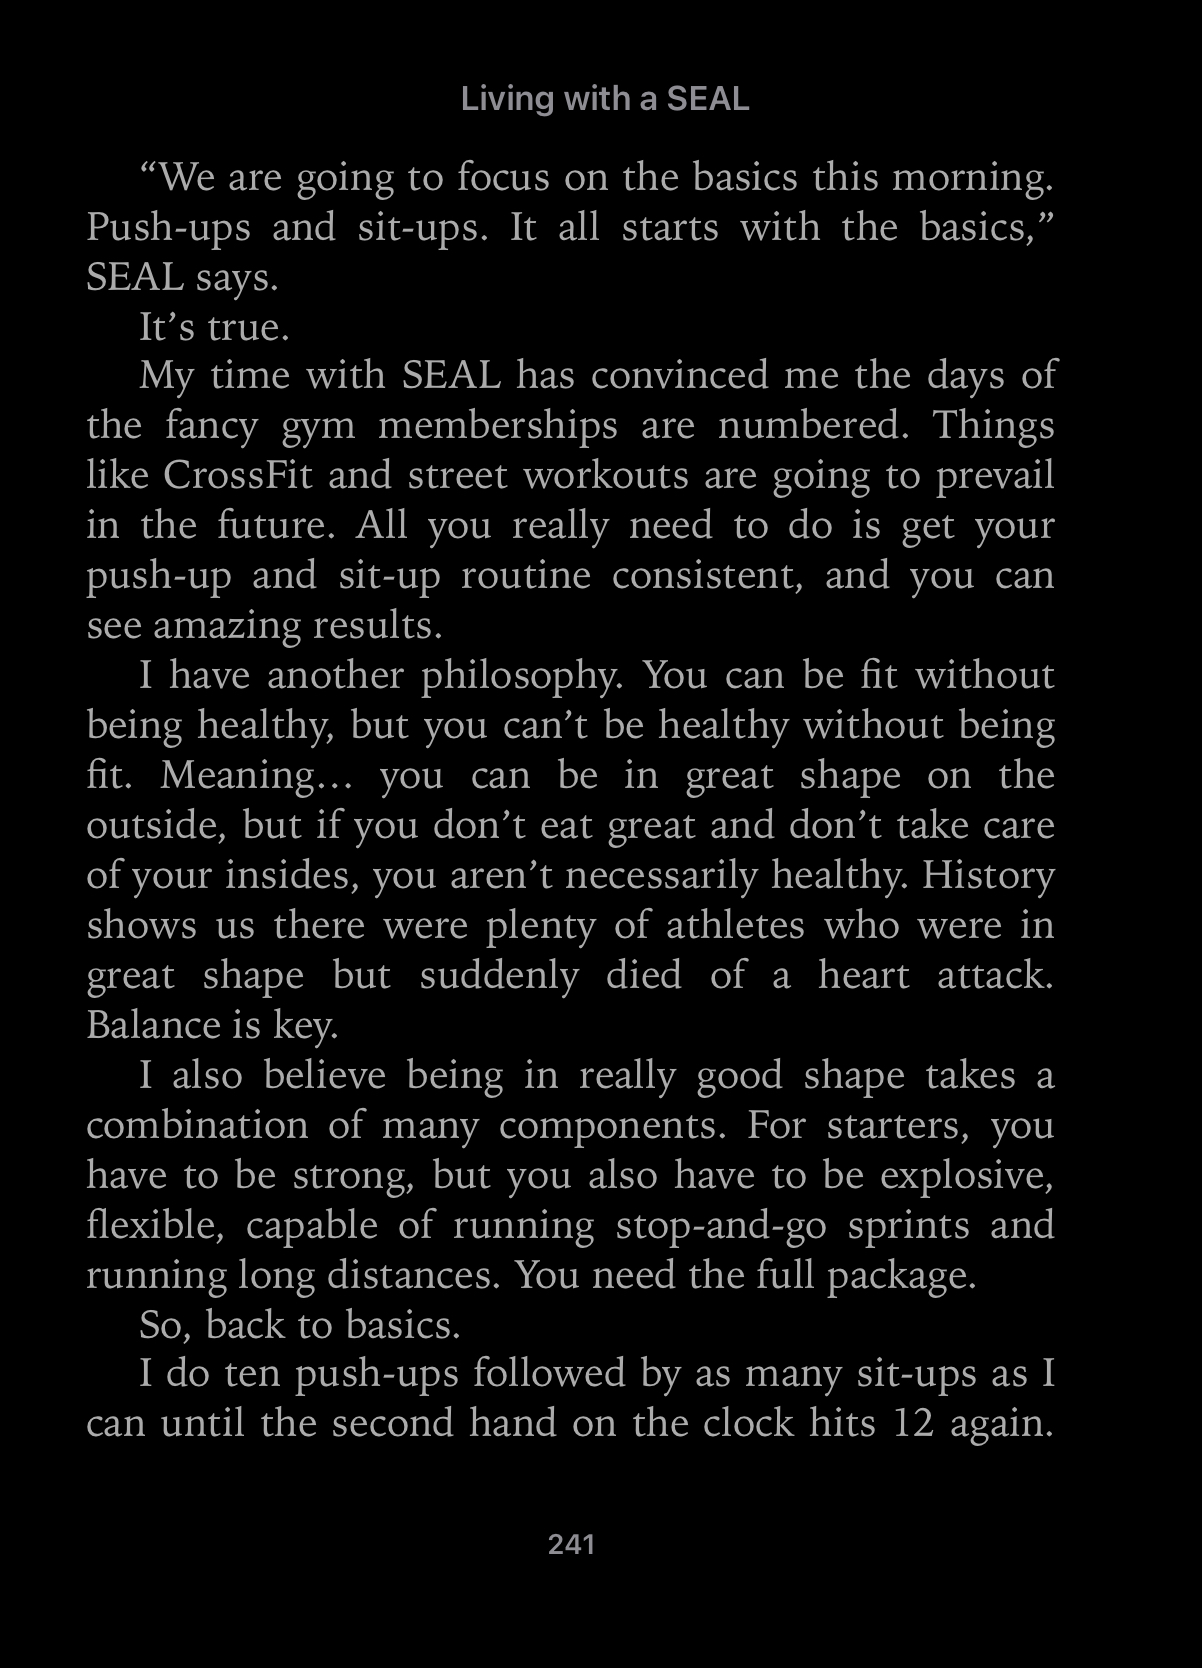 Living with a SEAL
“We are going to focus on the basics this morning.
Push-ups and sit-ups. It all starts with the basics,”
SEAL says.
It’s true.
My time with SEAL has convinced me the days of
the fancy gym memberships are numbered. Things
like CrossFit and street workouts are going to prevail
in the future. All you really need to do is get your
push-up and sit-up routine consistent, and you can
see amazing results.
I have another philosophy. You can be fit without
being healthy, but you can’t be healthy without being
fit. Meaning… you can be in great shape on the
outside, but if you don’t eat great and don’t take care
of your insides, you aren’t necessarily healthy. History
shows us there were plenty of athletes who were in
great shape but suddenly died of a heart attack.
Balance is key.
I also believe being in really good shape takes a
combination of many components. For starters, you
have to be strong, but you also have to be explosive,
flexible, capable of running stop-and-go sprints and
running long distances. You need the full package.
So, back to basics.
I do ten push-ups followed by as many sit-ups as I
can until the second hand on the clock hits 12 again.
241